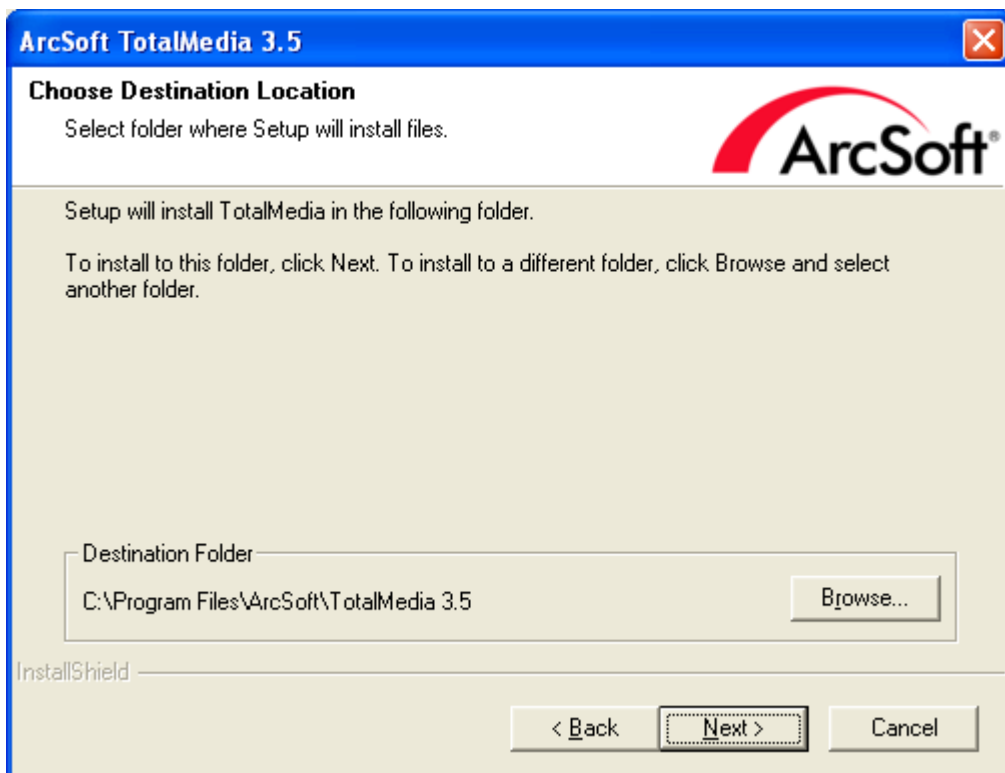 ArcSoft TotalMedia 3.5
Choose Destination Location
Select folder where Setup will install files.
ArcSoft®
Setup will install TotalMedia in the following folder.
To install to this folder, click Next. To install to a different folder, click Browse and select
another folder.
Destination Folder
C:\Program Files\ArcSoft\TotalMedia 3.5
Browse...
InstallShield
< Back
Next >
Cancel